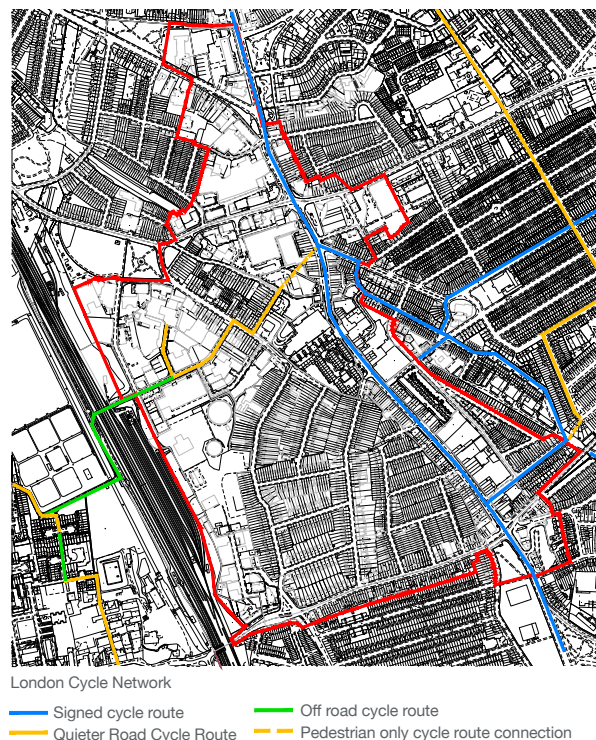 London Cycle Network
Signed cycle route
Off road cycle route
Quieter Road Cycle Route
Pedestrian only cycle route connection